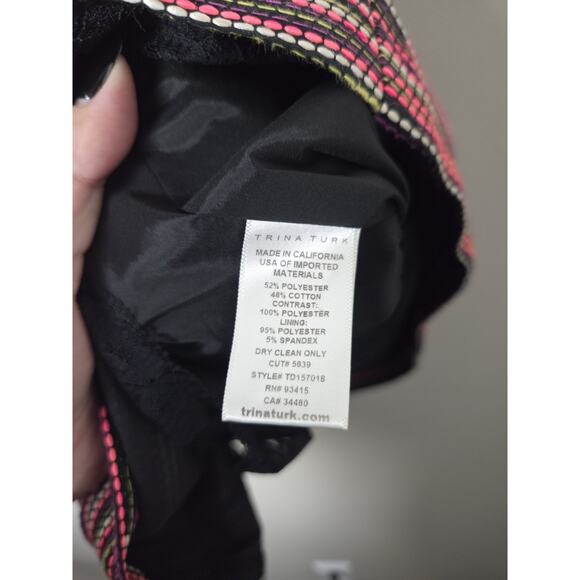 TRINA TURK
MADE IN CALIFORNIA
USA OF IMPORTED
MATERIALS
52% POLYESTER
48% COTTON
CONTRAST:
100% POLYESTER
LINING:
95% POLYESTER
5% SPANDEX
DRY CLEAN ONLY
CUT# 5839
STYLE# TD157018
RN# 93415
CA# 34460
trinaturk.com